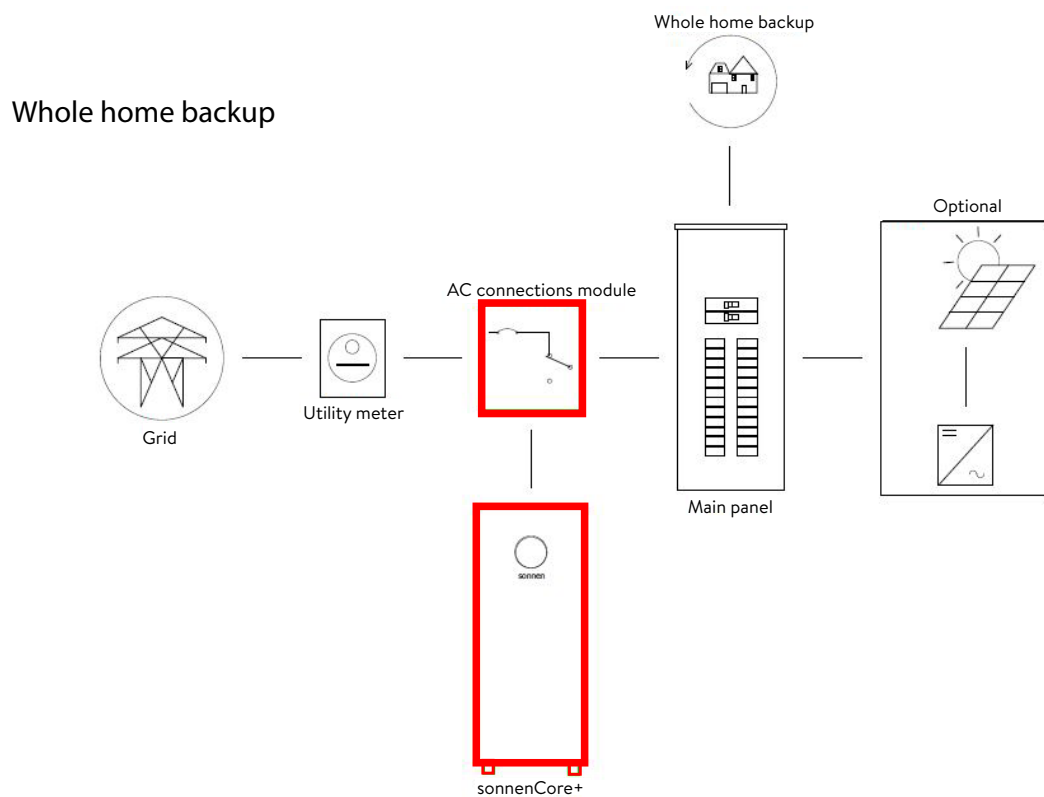 Whole home backup
Whole home backup
Optional
AC connections module
Grid
Utility meter
Main panel
sonnen
sonnenCore+